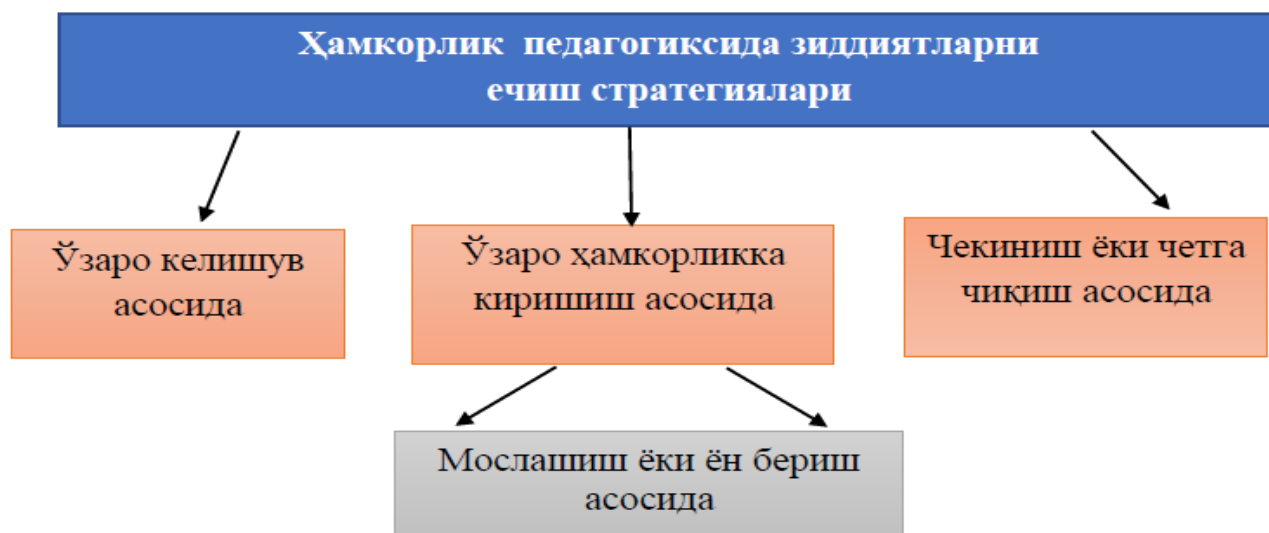 Ҳамкорлик педагогиксида зиддиятларни
ечиш стратегиялари
Ўзаро келишув
асосида
Ўзаро ҳамкорликка
киришиш асосида
Чекиниш ёки четга
чиқиш асосида
Мослашиш ёки ён бериш
асосида